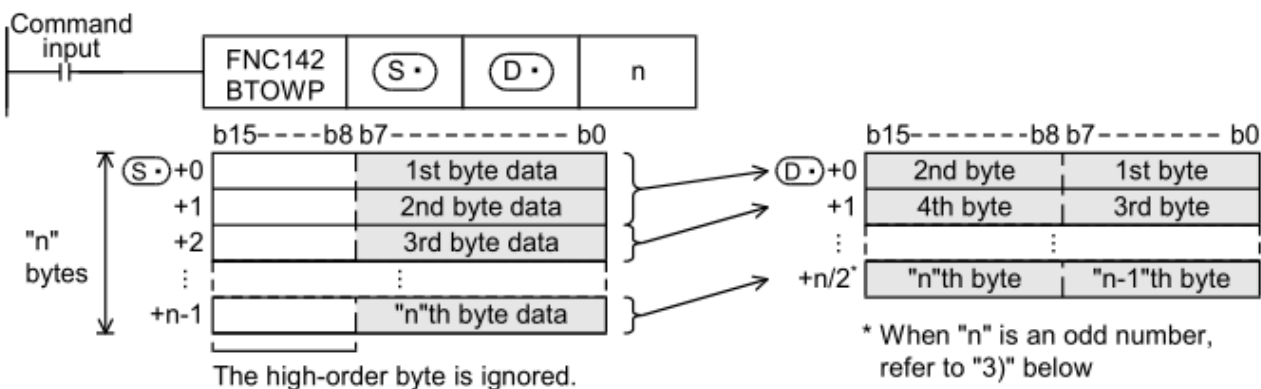 Command
input
FNC142
BTOWP
S・
D・
n
b15----b8 b7---------- b0
b15-------b8 b7------- b0
S・ +0
1st byte data
+1
2nd byte data
+2
3rd byte data
⋮
⋮
+n-1
"n"th byte data
"n"
bytes
D・ +0
2nd byte
1st byte
+1
4th byte
3rd byte
⋮
⋮
+n/2*
"n"th byte
"n-1"th byte
The high-order byte is ignored.
* When "n" is an odd number,
refer to "3)" below